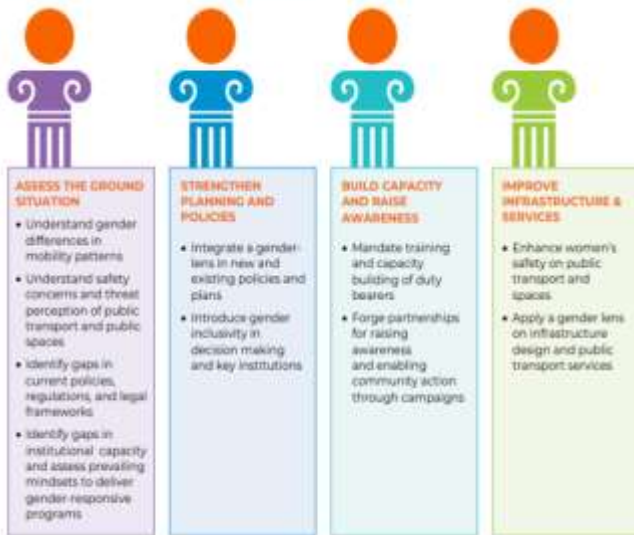 ASSESS THE GROUND
SITUATION
• Understand gender
differences in
mobility patterns
• Understand safety
concerns and threat
perception of public
transport and public
spaces
• Identify gaps in
current policies,
regulations, and legal
frameworks
• Identify gaps in
institutional capacity
and assess prevailing
mindsets to deliver
gender-responsive
programs
STRENGTHEN
PLANNING AND
POLICIES
• Integrate a gender-
lens in new and
existing policies and
plans
• Introduce gender
inclusivity in
decision making
and key institutions
BUILD CAPACITY
AND RAISE
AWARENESS
• Mandate training
and capacity
building of duty
bearers
• Forge partnerships
for raising
awareness
and enabling
community action
through campaigns
IMPROVE
INFRASTRUCTURE &
SERVICES
• Enhance women's
safety on public
transport and
spaces
• Apply a gender lens
on infrastructure
design and public
transport services